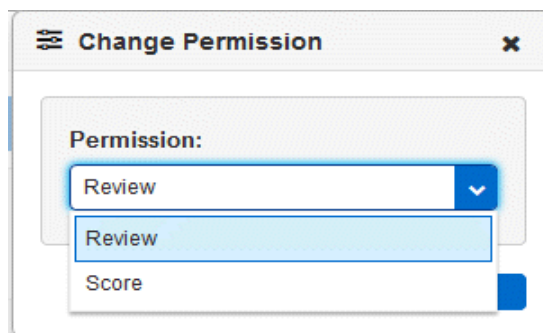 Change Permission
Permission:
Review
Review
Score